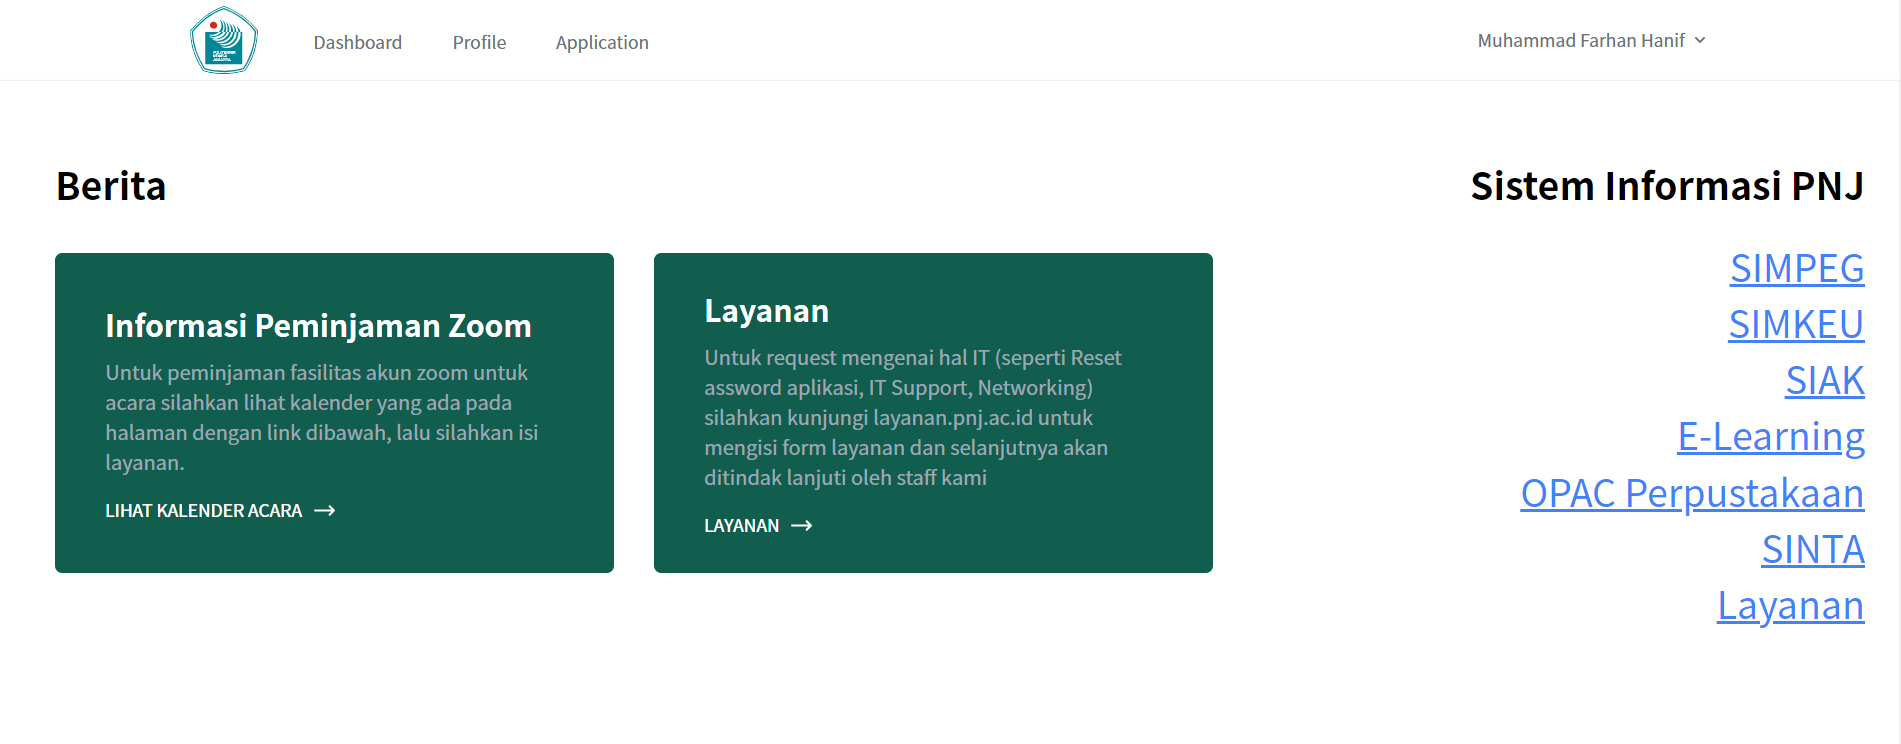 POLITEKNIK
NEGERI
JAKARTA
Dashboard
Profile
Application
Muhammad Farhan Hanif
Berita
Informasi Peminjaman Zoom
Untuk peminjaman fasilitas akun zoom untuk
acara silahkan lihat kalender yang ada pada
halaman dengan link dibawah, lalu silahkan isi
layanan.
LIHAT KALENDER ACARA
Layanan
Untuk request mengenai hal IT (seperti Reset
assword aplikasi, IT Support, Networking)
silahkan kunjungi layanan.pnj.ac.id untuk
mengisi form layanan dan selanjutnya akan
ditindak lanjuti oleh staff kami
LAYANAN
Sistem Informasi PNJ
SIMPEG
SIMKEU
SIAK
E-Learning
OPAC Perpustakaan
SINTA
Layanan